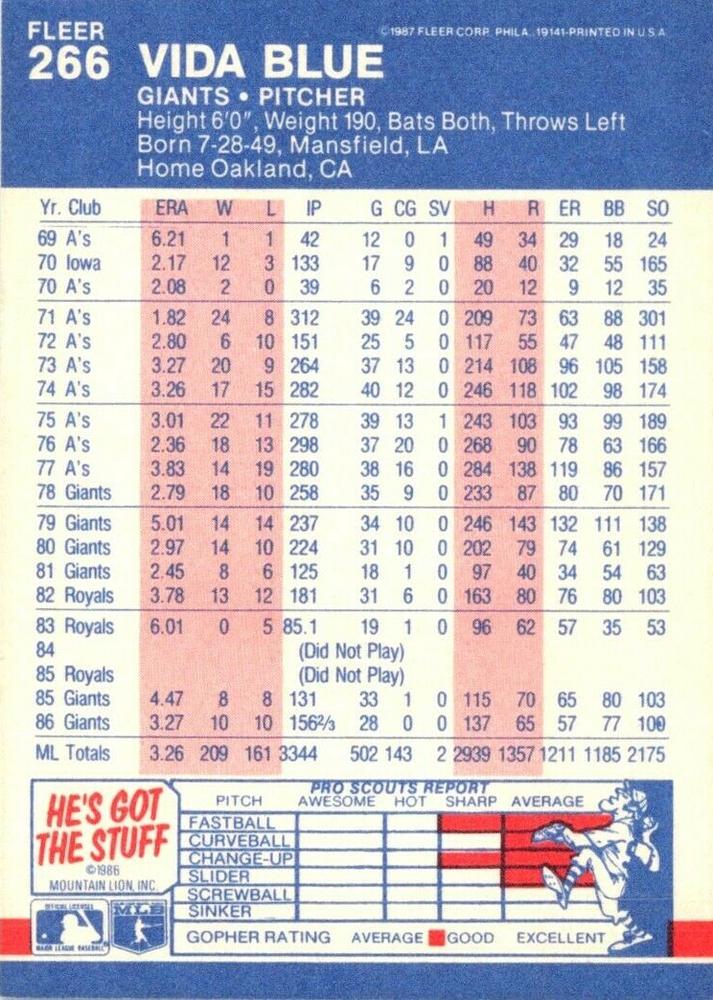 FLEER
266 VIDA BLUE
©1987 FLEER CORP. PHILA., 19141-PRINTED IN U.S.A.
GIANTS • PITCHER
Height 6'0", Weight 190, Bats Both, Throws Left
Born 7-28-49, Mansfield, LA
Home Oakland, CA
Yr. Club ERA W L IP G CG SV H R ER BB SO
69 A's 6.21 1 1 42 12 0 1 49 34 29 18 24
70 Iowa 2.17 12 3 133 17 9 0 88 40 32 55 165
70 A's 2.08 2 0 39 6 2 0 20 12 9 12 35
71 A's 1.82 24 8 312 39 24 0 209 73 63 88 301
72 A's 2.80 6 10 151 25 5 0 117 55 47 48 111
73 A's 3.27 20 9 264 37 13 0 214 108 96 105 158
74 A's 3.26 17 15 282 40 12 0 246 118 102 98 174
75 A's 3.01 22 11 278 39 13 1 243 103 93 99 189
76 A's 2.36 18 13 298 37 20 0 268 90 78 63 166
77 A's 3.83 14 19 280 38 16 0 284 138 119 86 157
78 Giants 2.79 18 10 258 35 9 0 233 87 80 70 171
79 Giants 5.01 14 14 237 34 10 0 246 143 132 111 138
80 Giants 2.97 14 10 224 31 10 0 202 79 74 61 129
81 Giants 2.45 8 6 125 18 1 0 97 40 34 54 63
82 Royals 3.78 13 12 181 31 6 0 163 80 76 80 103
83 Royals 6.01 0 5 85.1 19 1 0 96 62 57 35 53
84 (Did Not Play)
85 Royals (Did Not Play)
85 Giants 4.47 8 8 131 33 1 0 115 70 65 80 103
86 Giants 3.27 10 10 156⅔ 28 0 0 137 65 57 77 100
ML Totals 3.26 209 161 3344 502 143 2 2939 1357 1211 1185 2175
HE'S GOT
THE STUFF
©1986
MOUNTAIN LION, INC.
OFFICIAL LICENSEE
MAJOR LEAGUE BASEBALL
MLB
PRO SCOUTS REPORT
PITCH AWESOME HOT SHARP AVERAGE
FASTBALL
CURVEBALL
CHANGE-UP
SLIDER
SCREWBALL
SINKER
GOPHER RATING AVERAGE GOOD EXCELLENT